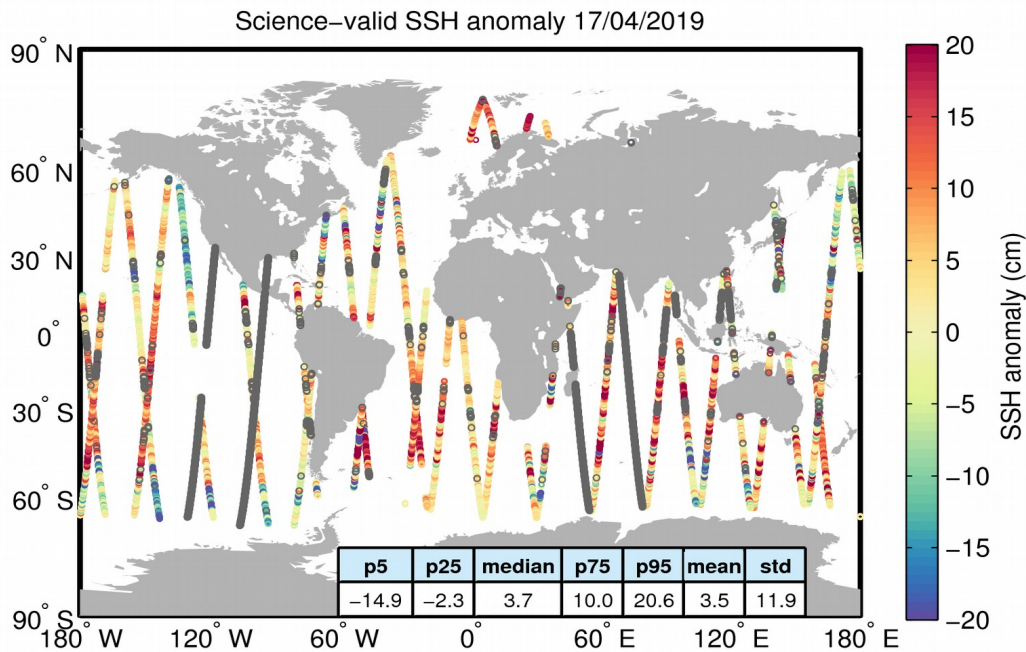 Science−valid SSH anomaly 17/04/2019
90° N
60° N
30° N
0°
30° S
60° S
90° S
180° W
120° W
60° W
0°
60° E
120° E
180° E
p5 p25 median p75 p95 mean std
−14.9 −2.3 3.7 10.0 20.6 3.5 11.9
20
15
10
5
0
−5
−10
−15
−20
SSH anomaly (cm)